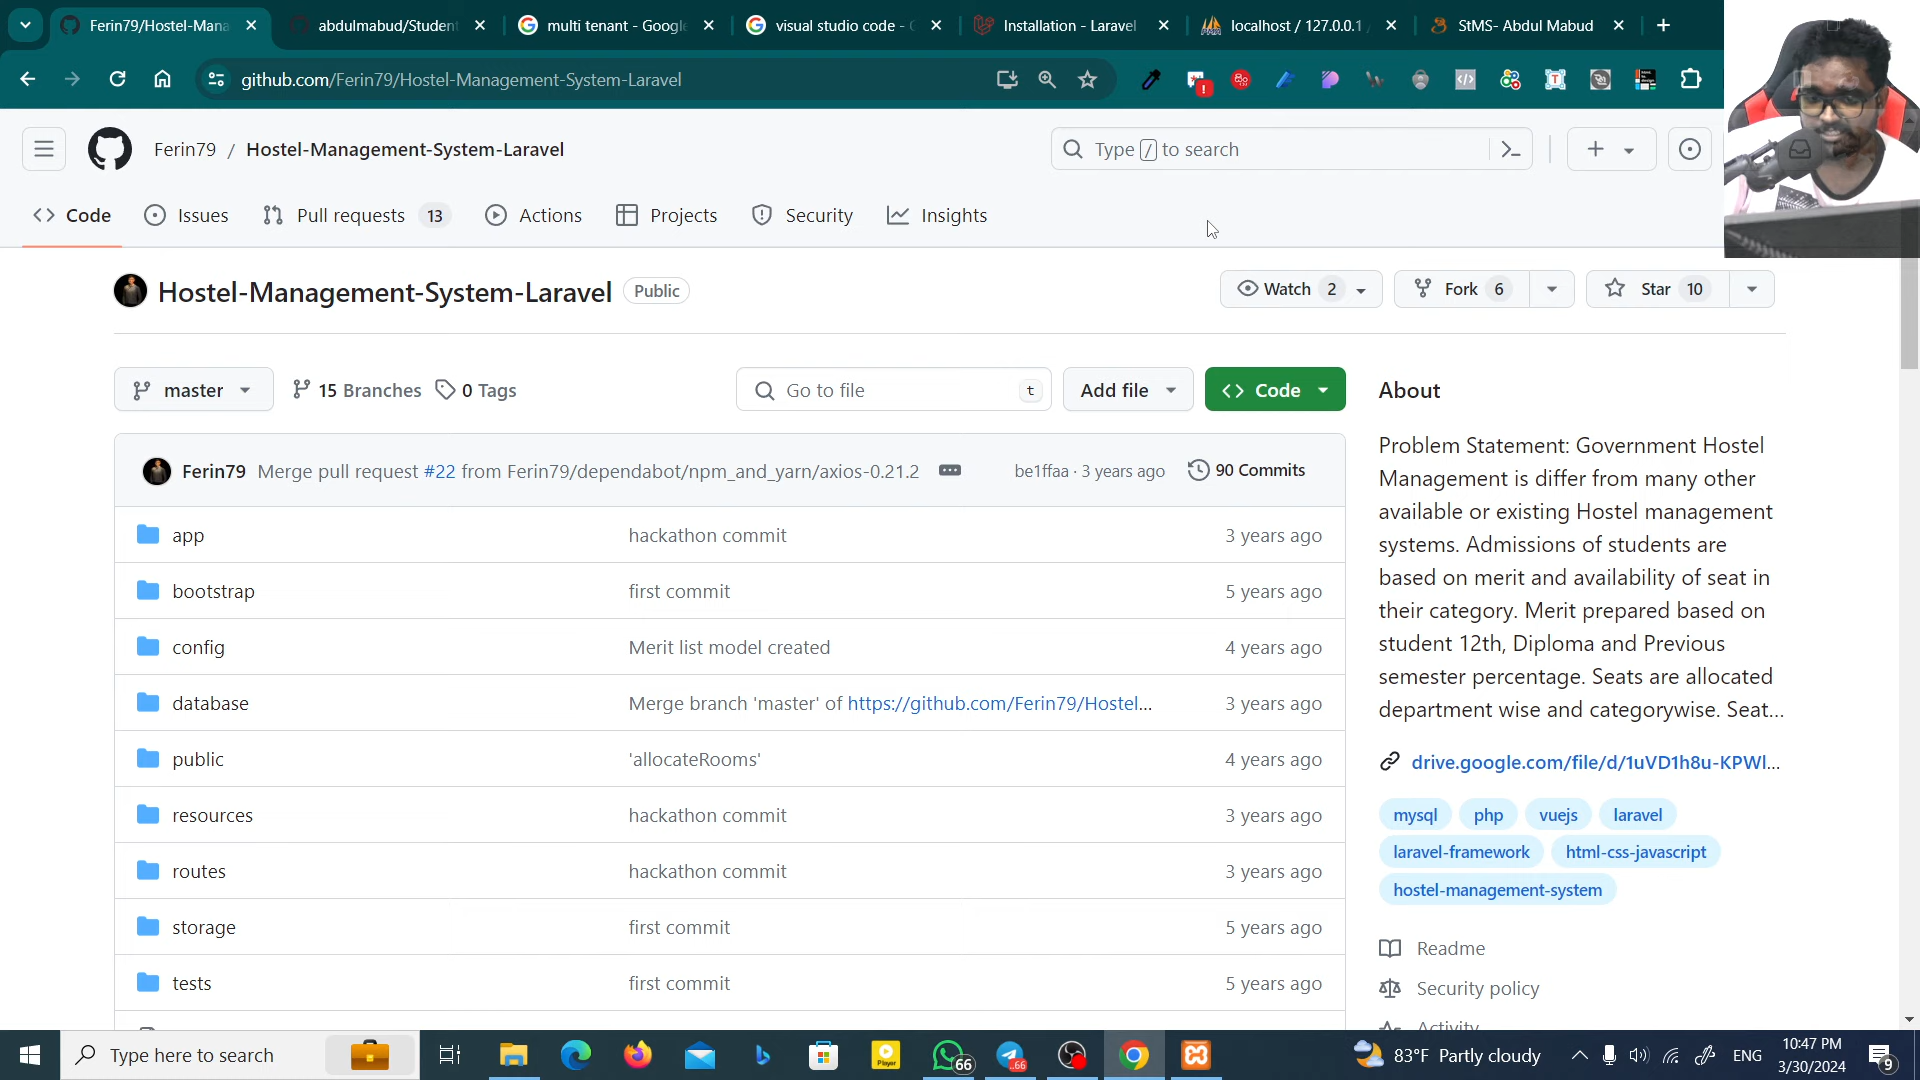 Ferin79/Hostel-Mana
abdulmabud/Student
multi tenant - Google
visual studio code - G
Installation - Laravel
localhost / 127.0.0.1
StMS- Abdul Mabud
github.com/Ferin79/Hostel-Management-System-Laravel
Ferin79 / Hostel-Management-System-Laravel
Type / to search
Code
Issues
Pull requests 13
Actions
Projects
Security
Insights
Hostel-Management-System-Laravel Public
Watch 2
Fork 6
Star 10
master
15 Branches
0 Tags
Go to file t
Add file
Code
Ferin79 Merge pull request #22 from Ferin79/dependabot/npm_and_yarn/axios-0.21.2
be1ffaa · 3 years ago
90 Commits
app hackathon commit 3 years ago
bootstrap first commit 5 years ago
config Merit list model created 4 years ago
database Merge branch 'master' of https://github.com/Ferin79/Hostel... 3 years ago
public 'allocateRooms' 4 years ago
resources hackathon commit 3 years ago
routes hackathon commit 3 years ago
storage first commit 5 years ago
tests first commit 5 years ago
About
Problem Statement: Government Hostel
Management is differ from many other
available or existing Hostel management
systems. Admissions of students are
based on merit and availability of seat in
their category. Merit prepared based on
student 12th, Diploma and Previous
semester percentage. Seats are allocated
department wise and categorywise. Seat...
drive.google.com/file/d/1uVD1h8u-KPWl...
mysql php vuejs laravel
laravel-framework html-css-javascript
hostel-management-system
Readme
Security policy
Activity
Type here to search
Player
66
.66
83°F Partly cloudy
ENG
10:47 PM
3/30/2024
9